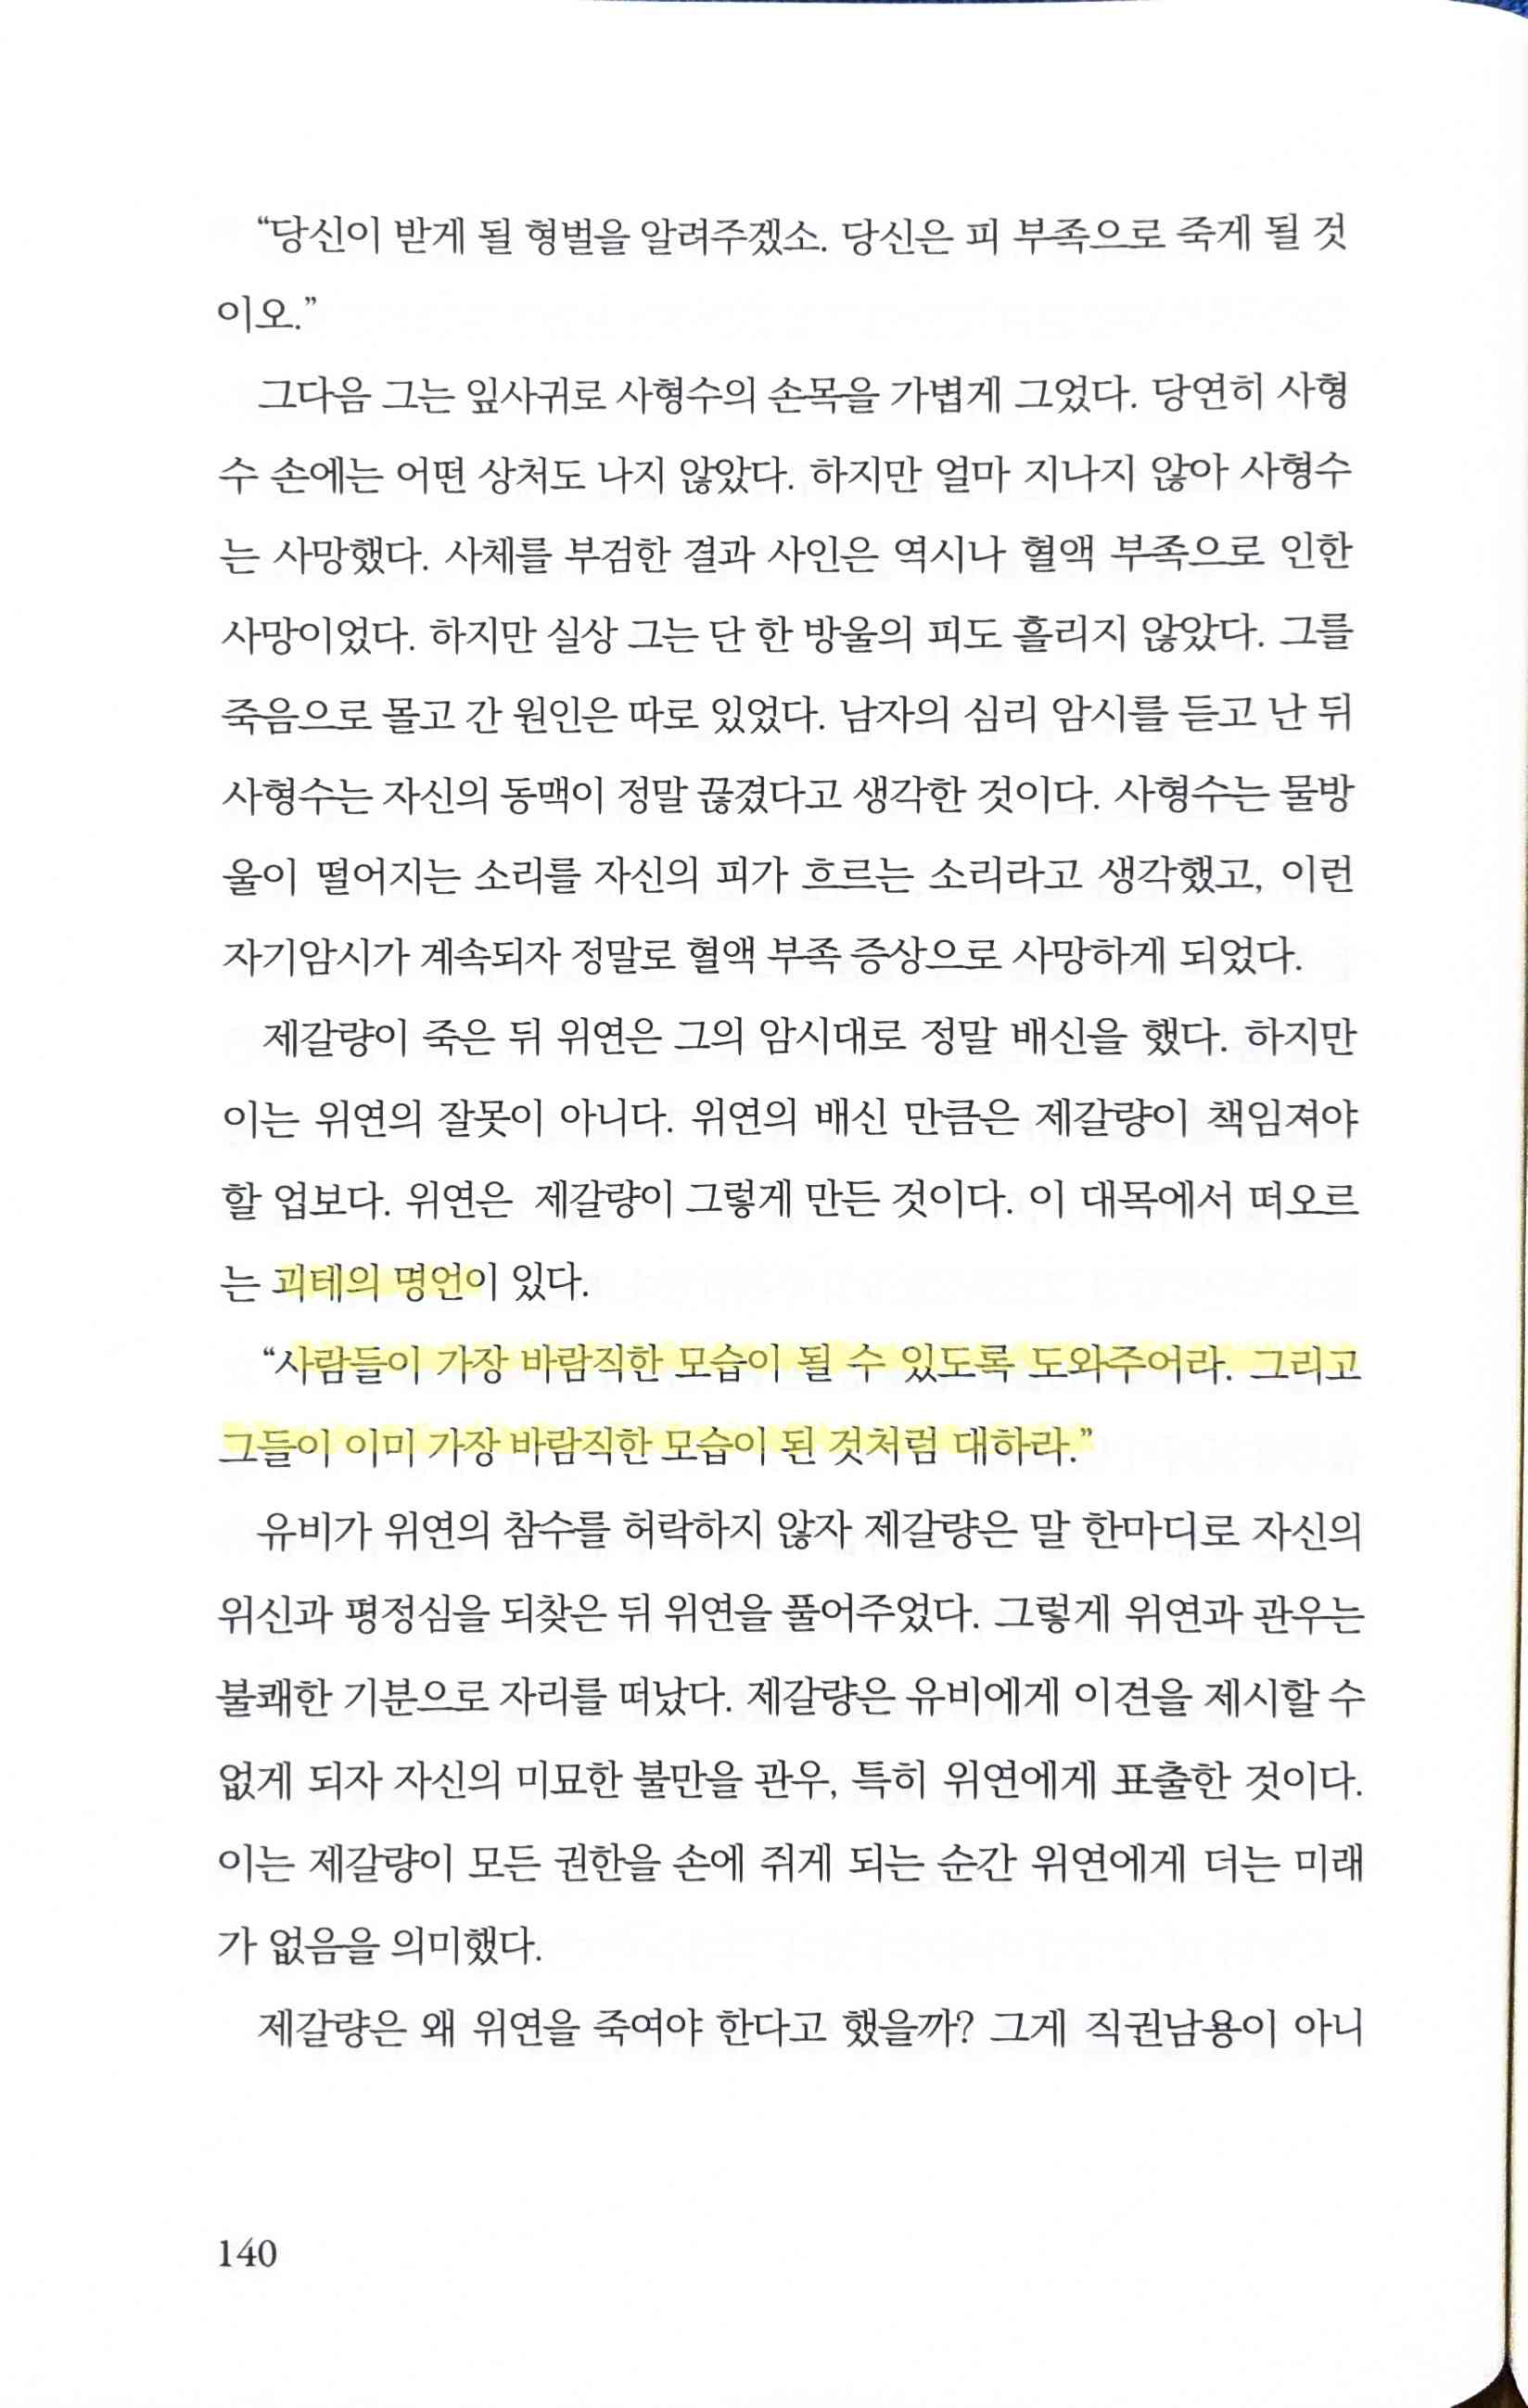 “당신이 받게 될 형벌을 알려주겠소. 당신은 피 부족으로 죽게 될 것
이오.”
그다음 그는 잎사귀로 사형수의 손목을 가볍게 그었다. 당연히 사형
수 손에는 어떤 상처도 나지 않았다. 하지만 얼마 지나지 않아 사형수
는 사망했다. 사체를 부검한 결과 사인은 역시나 혈액 부족으로 인한
사망이었다. 하지만 실상 그는 단 한 방울의 피도 흘리지 않았다. 그를
죽음으로 몰고 간 원인은 따로 있었다. 남자의 심리 암시를 듣고 난 뒤
사형수는 자신의 동맥이 정말 끊겼다고 생각한 것이다. 사형수는 물방
울이 떨어지는 소리를 자신의 피가 흐르는 소리라고 생각했고, 이런
자기암시가 계속되자 정말로 혈액 부족 증상으로 사망하게 되었다.
제갈량이 죽은 뒤 위연은 그의 암시대로 정말 배신을 했다. 하지만
이는 위연의 잘못이 아니다. 위연의 배신 만큼은 제갈량이 책임져야
할 업보다. 위연은 제갈량이 그렇게 만든 것이다. 이 대목에서 떠오르
는 괴테의 명언이 있다.
“사람들이 가장 바람직한 모습이 될 수 있도록 도와주어라. 그리고
그들이 이미 가장 바람직한 모습이 된 것처럼 대하라.”
유비가 위연의 참수를 허락하지 않자 제갈량은 말 한마디로 자신의
위신과 평정심을 되찾은 뒤 위연을 풀어주었다. 그렇게 위연과 관우는
불쾌한 기분으로 자리를 떠났다. 제갈량은 유비에게 이견을 제시할 수
없게 되자 자신의 미묘한 불만을 관우, 특히 위연에게 표출한 것이다.
이는 제갈량이 모든 권한을 손에 쥐게 되는 순간 위연에게 더는 미래
가 없음을 의미했다.
제갈량은 왜 위연을 죽여야 한다고 했을까? 그게 직권남용이 아니
140